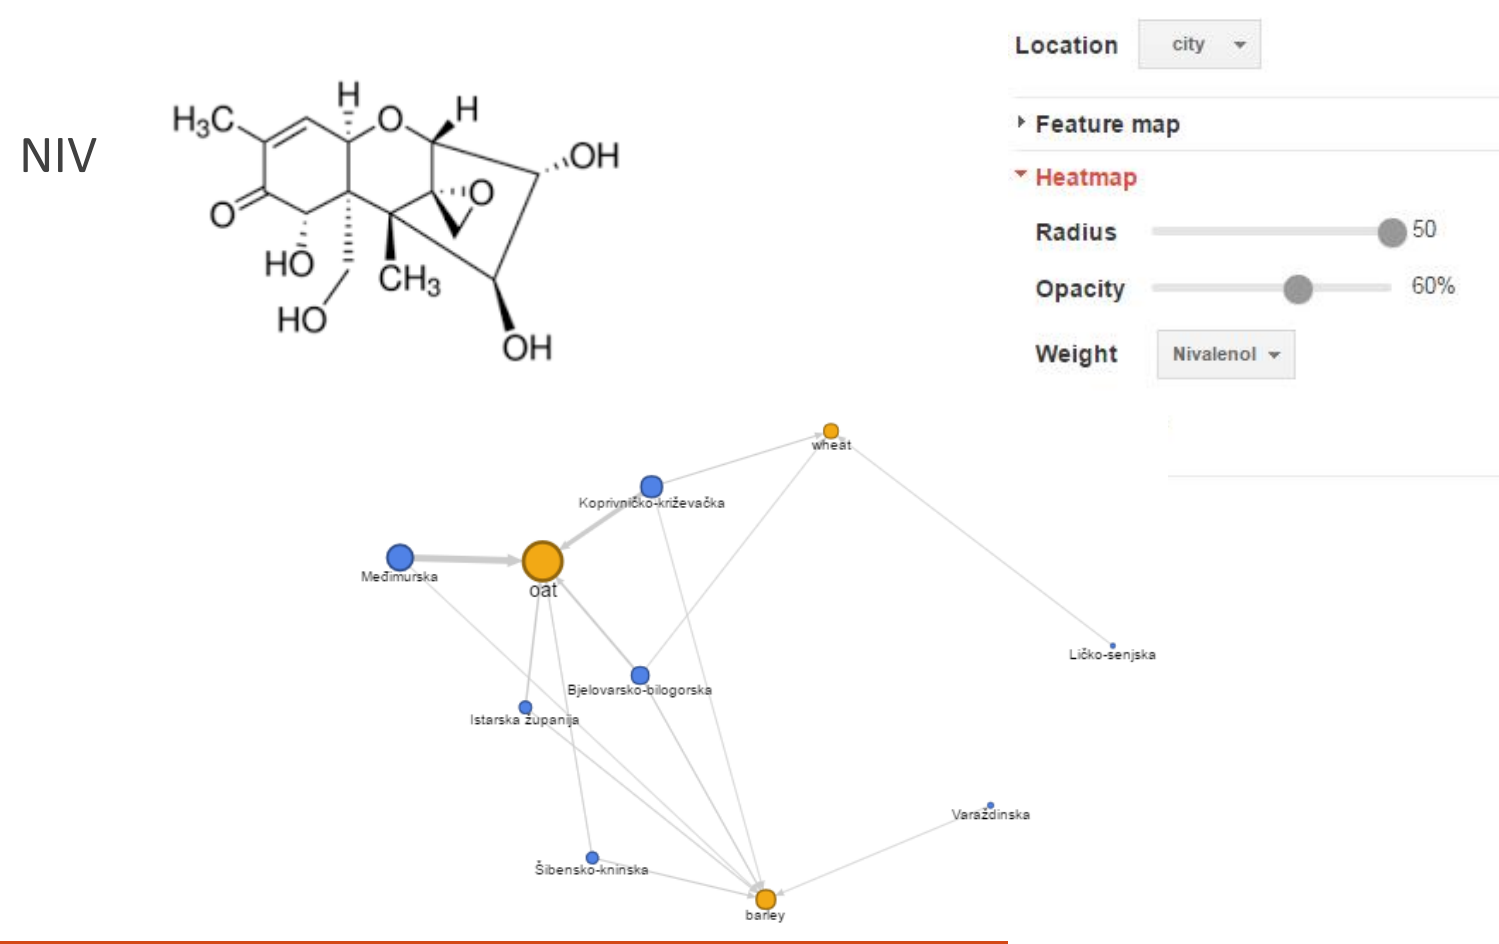 NIV
H₃C
H
O
H
OH
O
O
HO
CH₃
HO
OH
Location city
Feature map
Heatmap
Radius 50
Opacity 60%
Weight Nivalenol
wheat
Koprivničko-križevačka
Međimurska
oat
Ličko-senjska
Bjelovarsko-bilogorska
Istarska županija
Varaždinska
Šibensko-kninska
barley